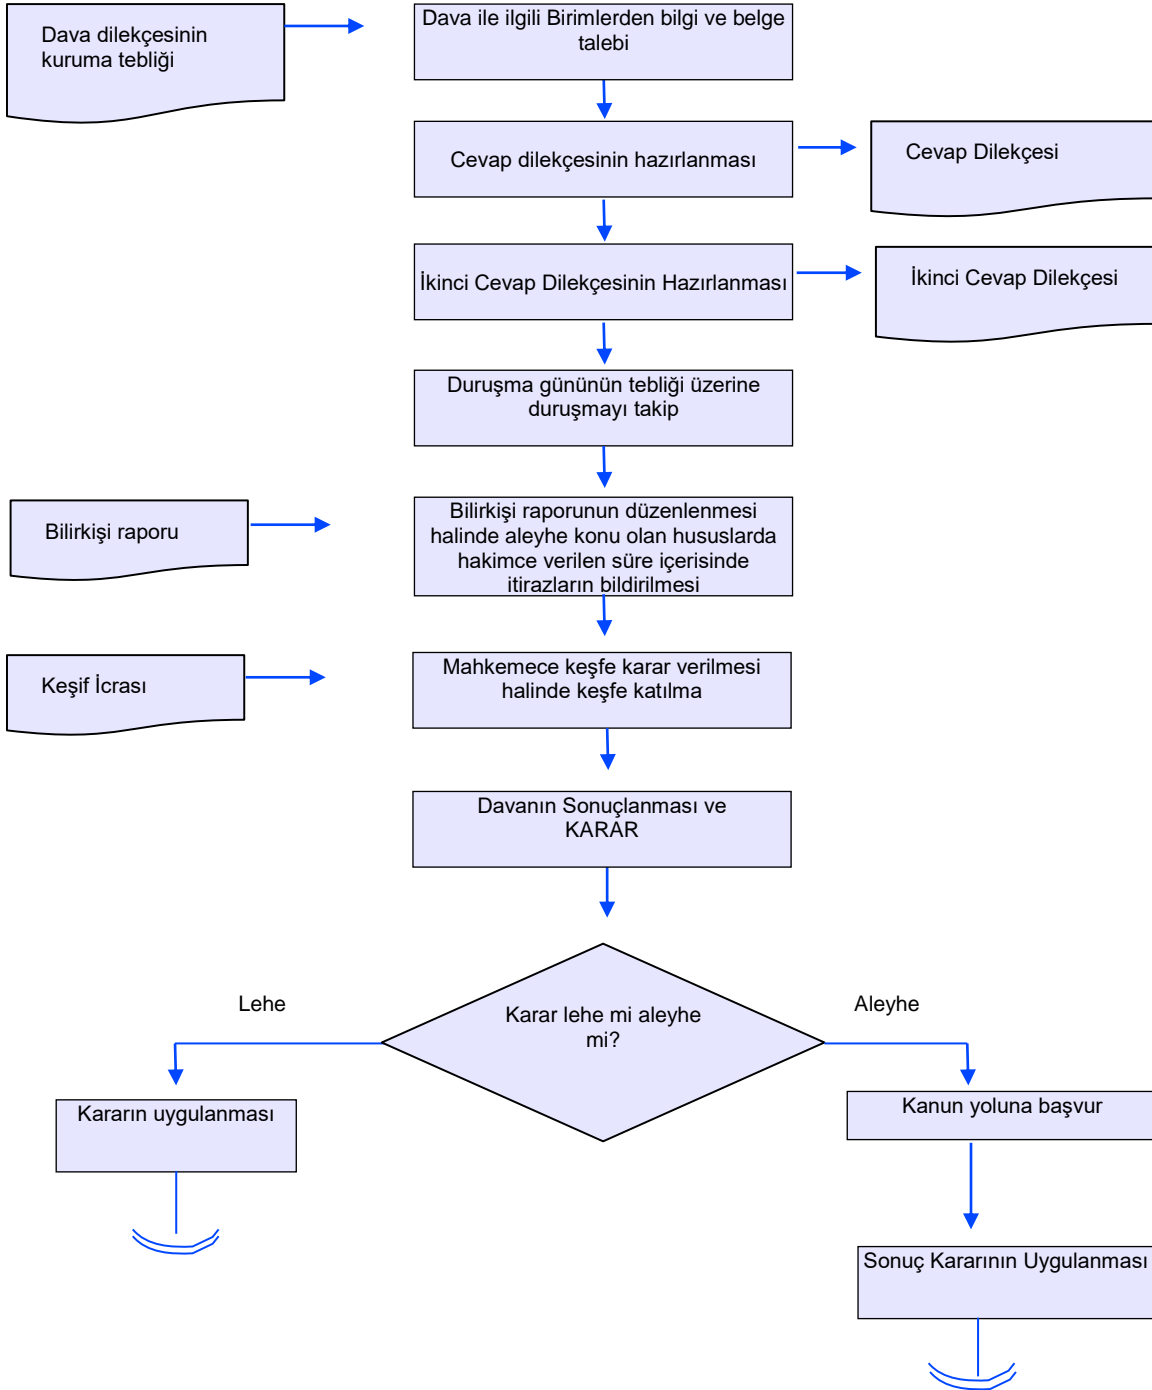 Dava dilekçesinin
kuruma tebliği
Dava ile ilgili Birimlerden bilgi ve belge
talebi
Cevap dilekçesinin hazırlanması
Cevap Dilekçesi
İkinci Cevap Dilekçesinin Hazırlanması
İkinci Cevap Dilekçesi
Duruşma gününün tebliği üzerine
duruşmayı takip
Bilirkişi raporu
Bilirkişi raporunun düzenlenmesi
halinde aleyhe konu olan hususlarda
hakimce verilen süre içerisinde
itirazların bildirilmesi
Keşif İcrası
Mahkemece keşfe karar verilmesi
halinde keşfe katılma
Davanın Sonuçlanması ve
KARAR
Lehe
Karar lehe mi aleyhe
mi?
Aleyhe
Kararın uygulanması
Kanun yoluna başvur
Sonuç Kararının Uygulanması